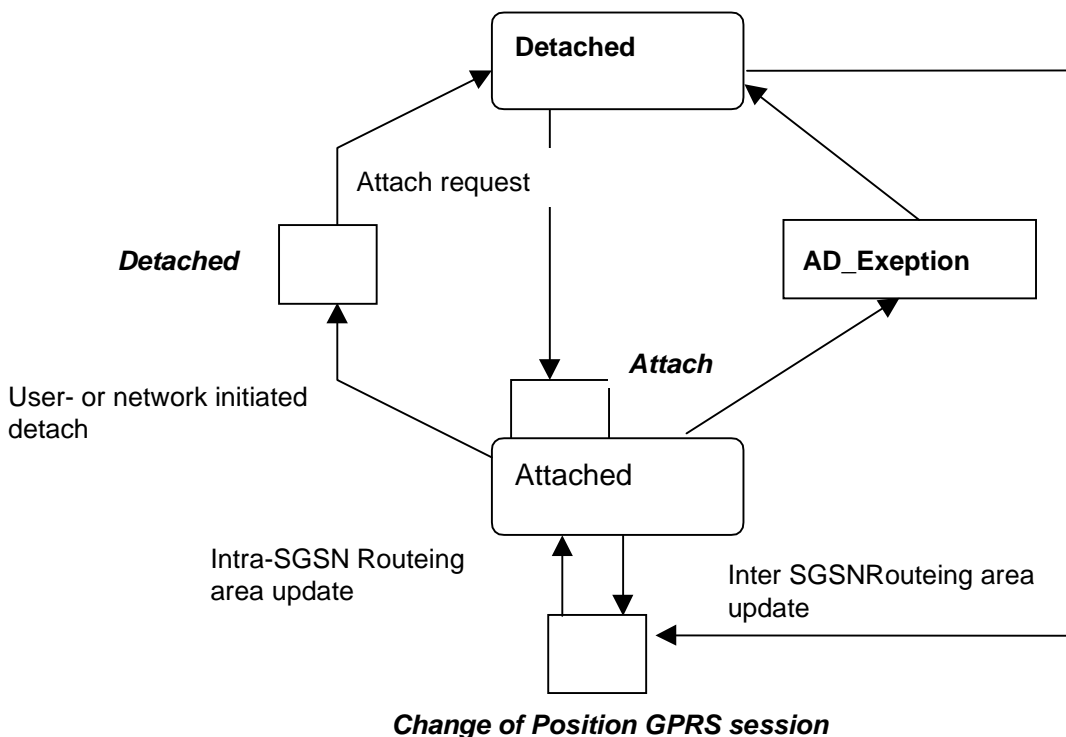 Detached
Attach request
Detached
AD_Exeption
Attach
User- or network initiated
detach
Attached
Intra-SGSN Routeing
area update
Inter SGSNRouteing area
update
Change of Position GPRS session